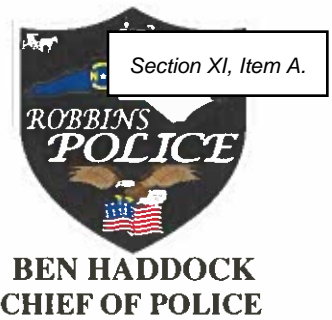 Section XI, Item A.
ROBBINS
POLICE
BEN HADDOCK
CHIEF OF POLICE